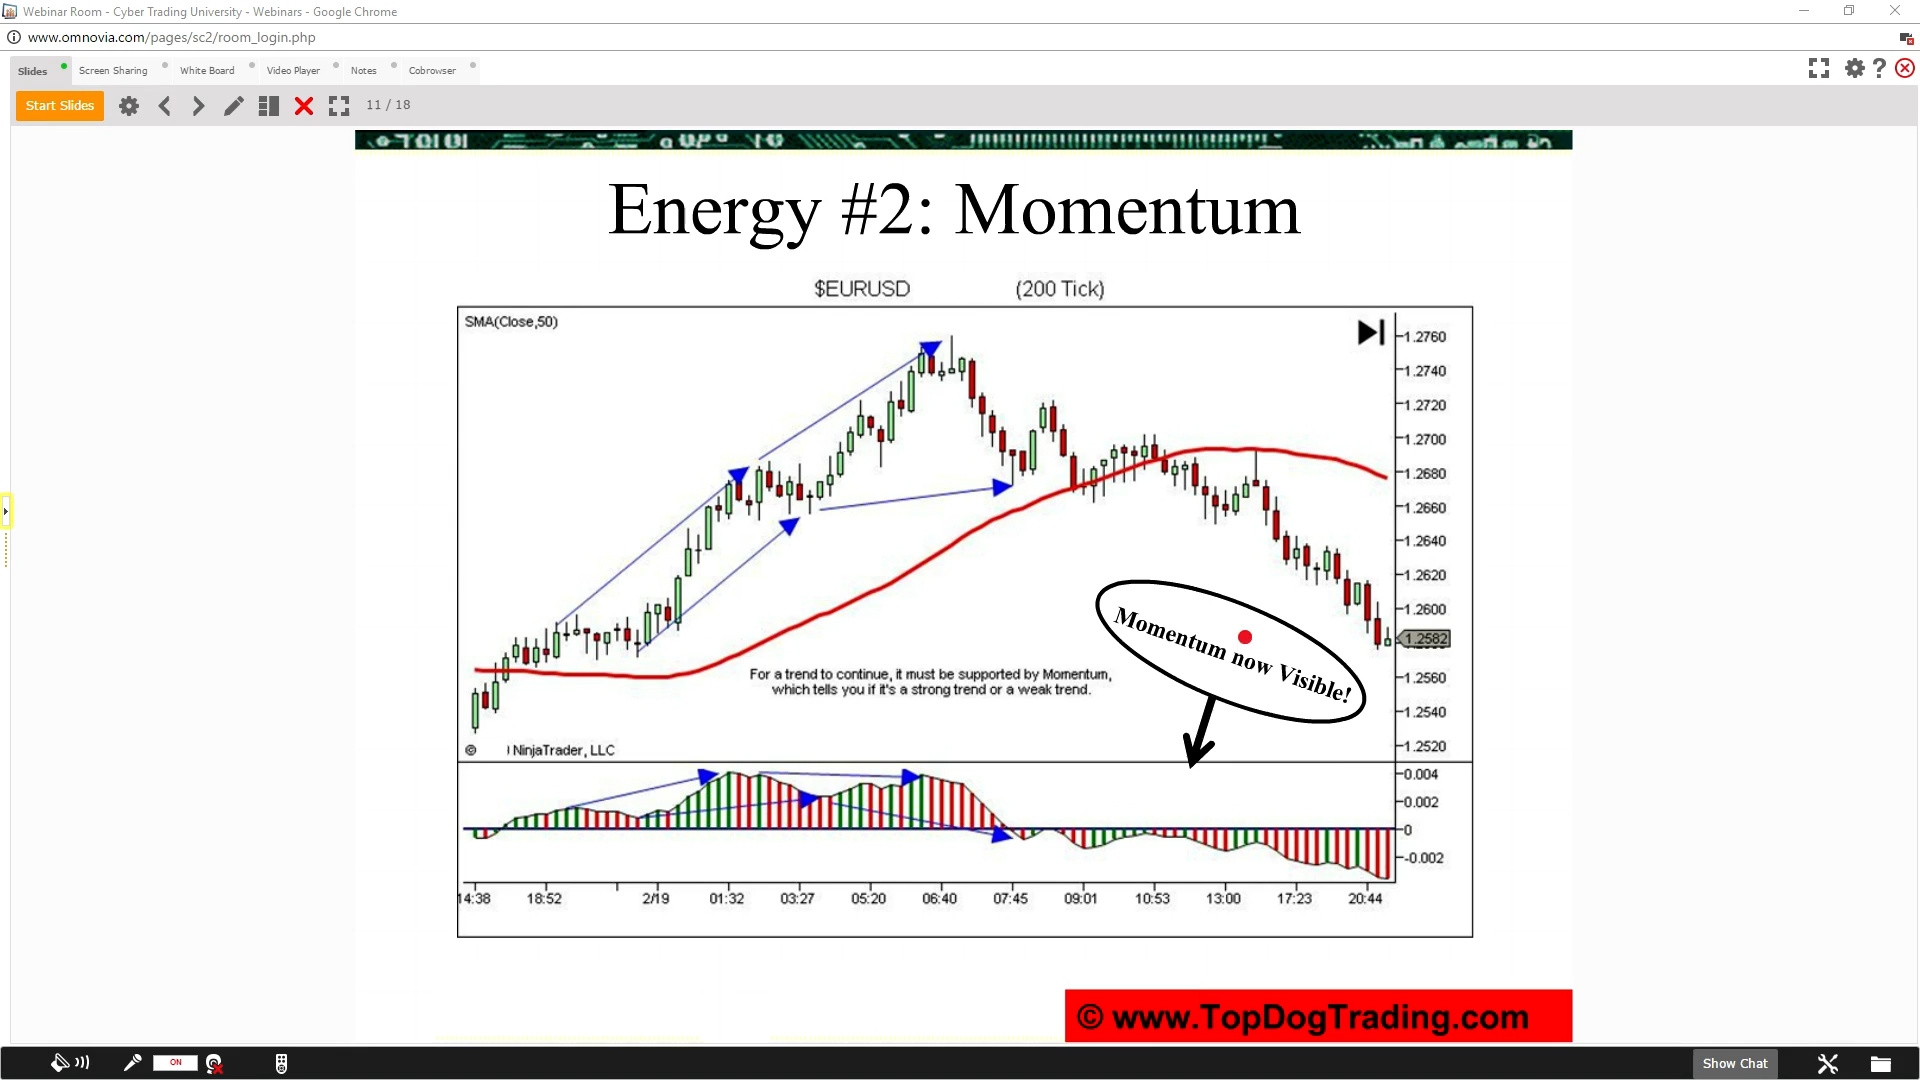 Webinar Room - Cyber Trading University - Webinars - Google Chrome
www.omnovia.com/pages/sc2/room_login.php
Slides Screen Sharing White Board Video Player Notes Cobrowser
Start Slides 11 / 18
Energy #2: Momentum
$EURUSD (200 Tick)
SMA(Close,50)
1.2760
1.2740
1.2720
1.2700
1.2680
1.2660
1.2640
1.2620
1.2600
1.2582
1.2560
1.2540
1.2520
Momentum now Visible!
For a trend to continue, it must be supported by Momentum,
which tells you if it's a strong trend or a weak trend.
© NinjaTrader, LLC
0.004
0.002
0
-0.002
14:38 18:52 2/19 01:32 03:27 05:20 06:40 07:45 09:01 10:53 13:00 17:23 20:44
© www.TopDogTrading.com
ON
Show Chat